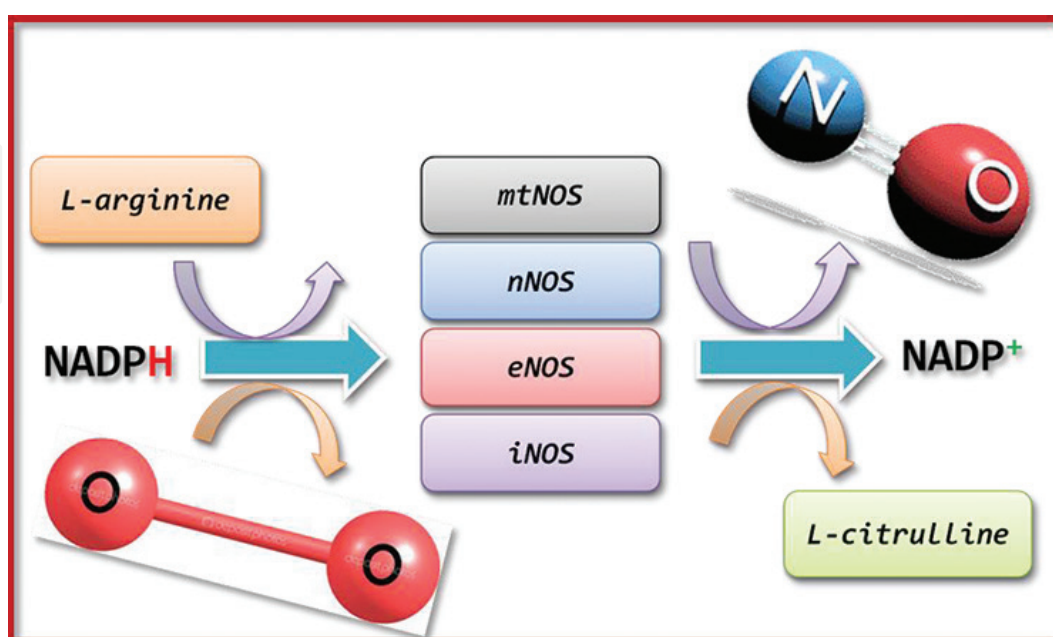 L-arginine
NADPH
O
O
mtNOS
nNOS
eNOS
iNOS
N
O
NADP⁺
L-citrulline